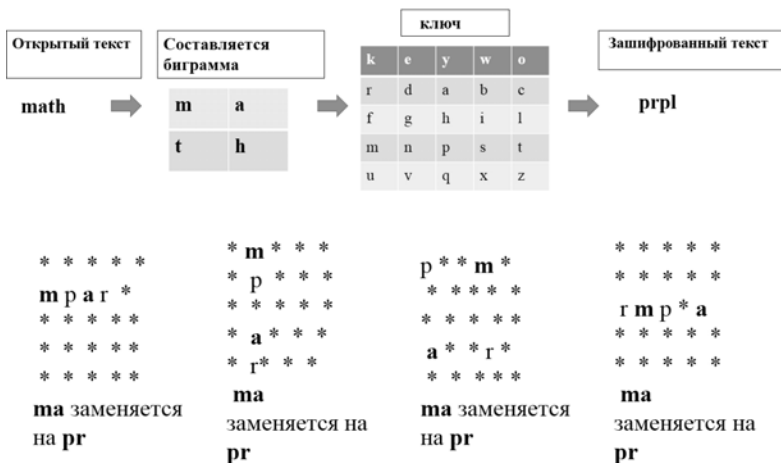 ключ
Открытый текст
Составляется
биграмма
Зашифрованный текст
math
m a
t h
k e y w o
r d a b c
f g h i l
m n p s t
u v q x z
prpl
* * * * *
m p a r *
* * * * *
* * * * *
* * * * *
ma заменяется
на pr
* m * * *
* p * * *
* * * * *
* a * * *
* r * * *
ma
заменяется на
pr
p * * m *
* * * * *
* * * * *
a * * r *
* * * * *
ma заменяется
на pr
* * * * *
* * * * *
r m p * a
* * * * *
* * * * *
ma
заменяется на
pr